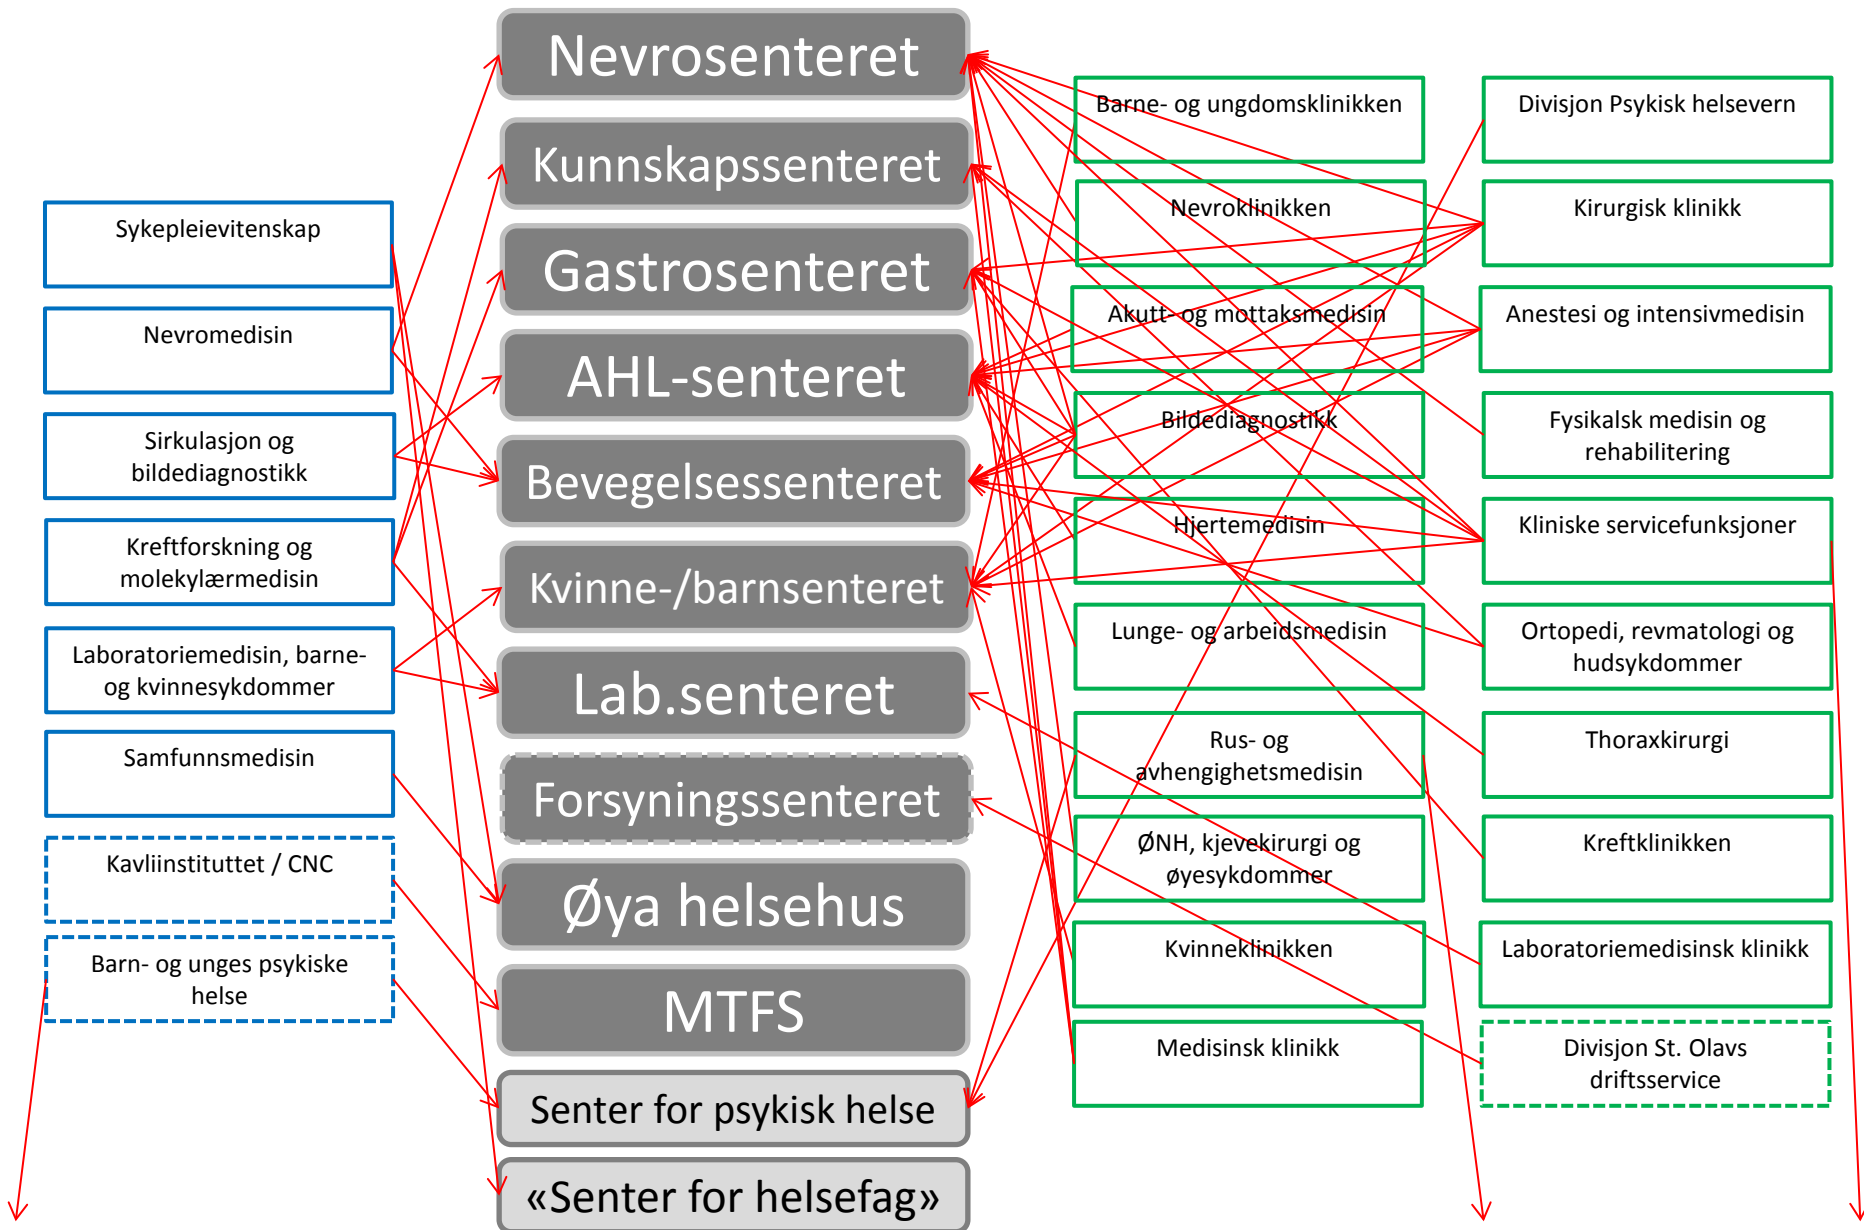 Nevrosenteret
Kunnskapssenteret
Gastrosenteret
AHL-senteret
Bevegelsessenteret
Kvinne-/barnsenteret
Lab.senteret
Forsyningssenteret
Øya helsehus
MTFS
Senter for psykisk helse
«Senter for helsefag»
Sykepleievitenskap
Nevromedisin
Sirkulasjon og
bildediagnostikk
Kreftforskning og
molekylærmedisin
Laboratoriemedisin, barne-
og kvinnesykdommer
Samfunnsmedisin
Kavliinstituttet / CNC
Barn- og unges psykiske
helse
Barne- og ungdomsklinikken
Nevroklinikken
Akutt- og mottaksmedisin
Bildediagnostikk
Hjertemedisin
Lunge- og arbeidsmedisin
Rus- og
avhengighetsmedisin
ØNH, kjevekirurgi og
øyesykdommer
Kvinneklinikken
Medisinsk klinikk
Divisjon Psykisk helsevern
Kirurgisk klinikk
Anestesi og intensivmedisin
Fysikalsk medisin og
rehabilitering
Kliniske servicefunksjoner
Ortopedi, revmatologi og
hudsykdommer
Thoraxkirurgi
Kreftklinikken
Laboratoriemedisinsk klinikk
Divisjon St. Olavs
driftsservice